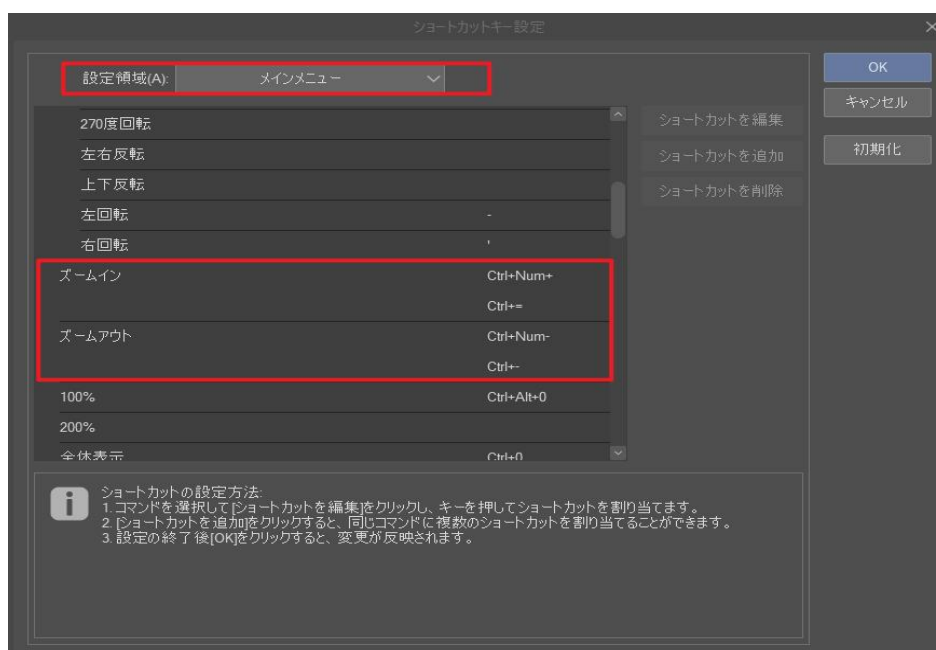 ショートカットキー設定
設定領域(A): メインメニュー
OK
キャンセル
初期化
ショートカットを編集
ショートカットを追加
ショートカットを削除
270度回転
左右反転
上下反転
左回転 -
右回転 '
ズームイン Ctrl+Num+
Ctrl+=
ズームアウト Ctrl+Num-
Ctrl+-
100% Ctrl+Alt+0
200%
全体表示 Ctrl+0
ショートカットの設定方法:
1.コマンドを選択して[ショートカットを編集]をクリックし、キーを押してショートカットを割り当てます。
2.[ショートカットを追加]をクリックすると、同じコマンドに複数のショートカットを割り当てることができます。
3.設定の終了後[OK]をクリックすると、変更が反映されます。